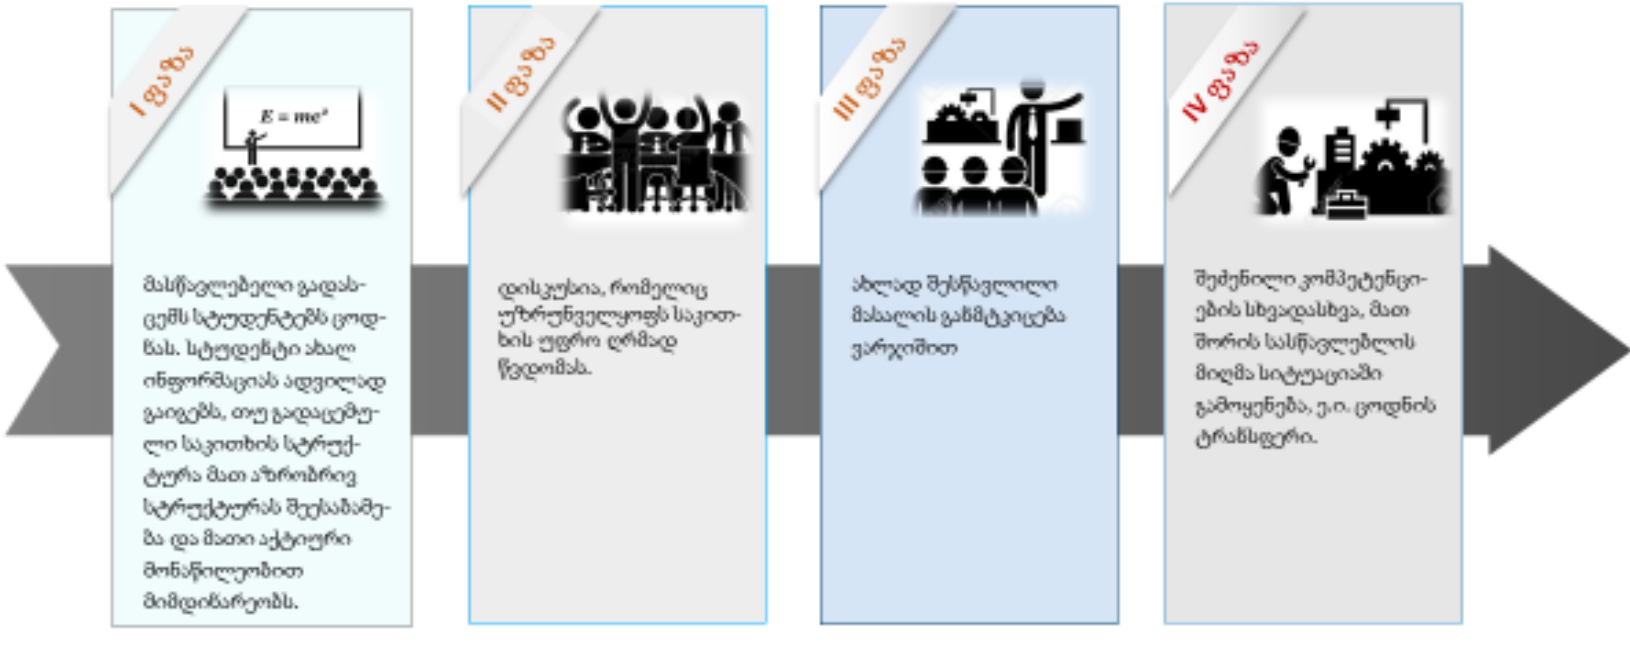 I ფაზა
E = mc²
მასწავლებელი გადას-
ცემს სტუდენტებს ცოდ-
ნას. სტუდენტი ახალ
ინფორმაციას ადვილად
გაიგებს, თუ გადაცემუ-
ლი საკითხის სტრუქ-
ტურა მათ აზრობრივ
სტრუქტურას შეესაბამე-
ბა და მათი აქტიური
მონაწილეობით
მიმდინარეობს.
II ფაზა
დისკუსია, რომელიც
უზრუნველყოფს საკით-
ხის უფრო ღრმად
წვდომას.
III ფაზა
ახლად შესწავლილი
მასალის განმტკიცება
ვარჯიშით
IV ფაზა
შეძენილი კომპეტენცი-
ების სხვადასხვა, მათ
შორის სასწავლებლის
მიღმა სიტუაციაში
გამოყენება, ე.ი. ცოდნის
ტრანსფერი.